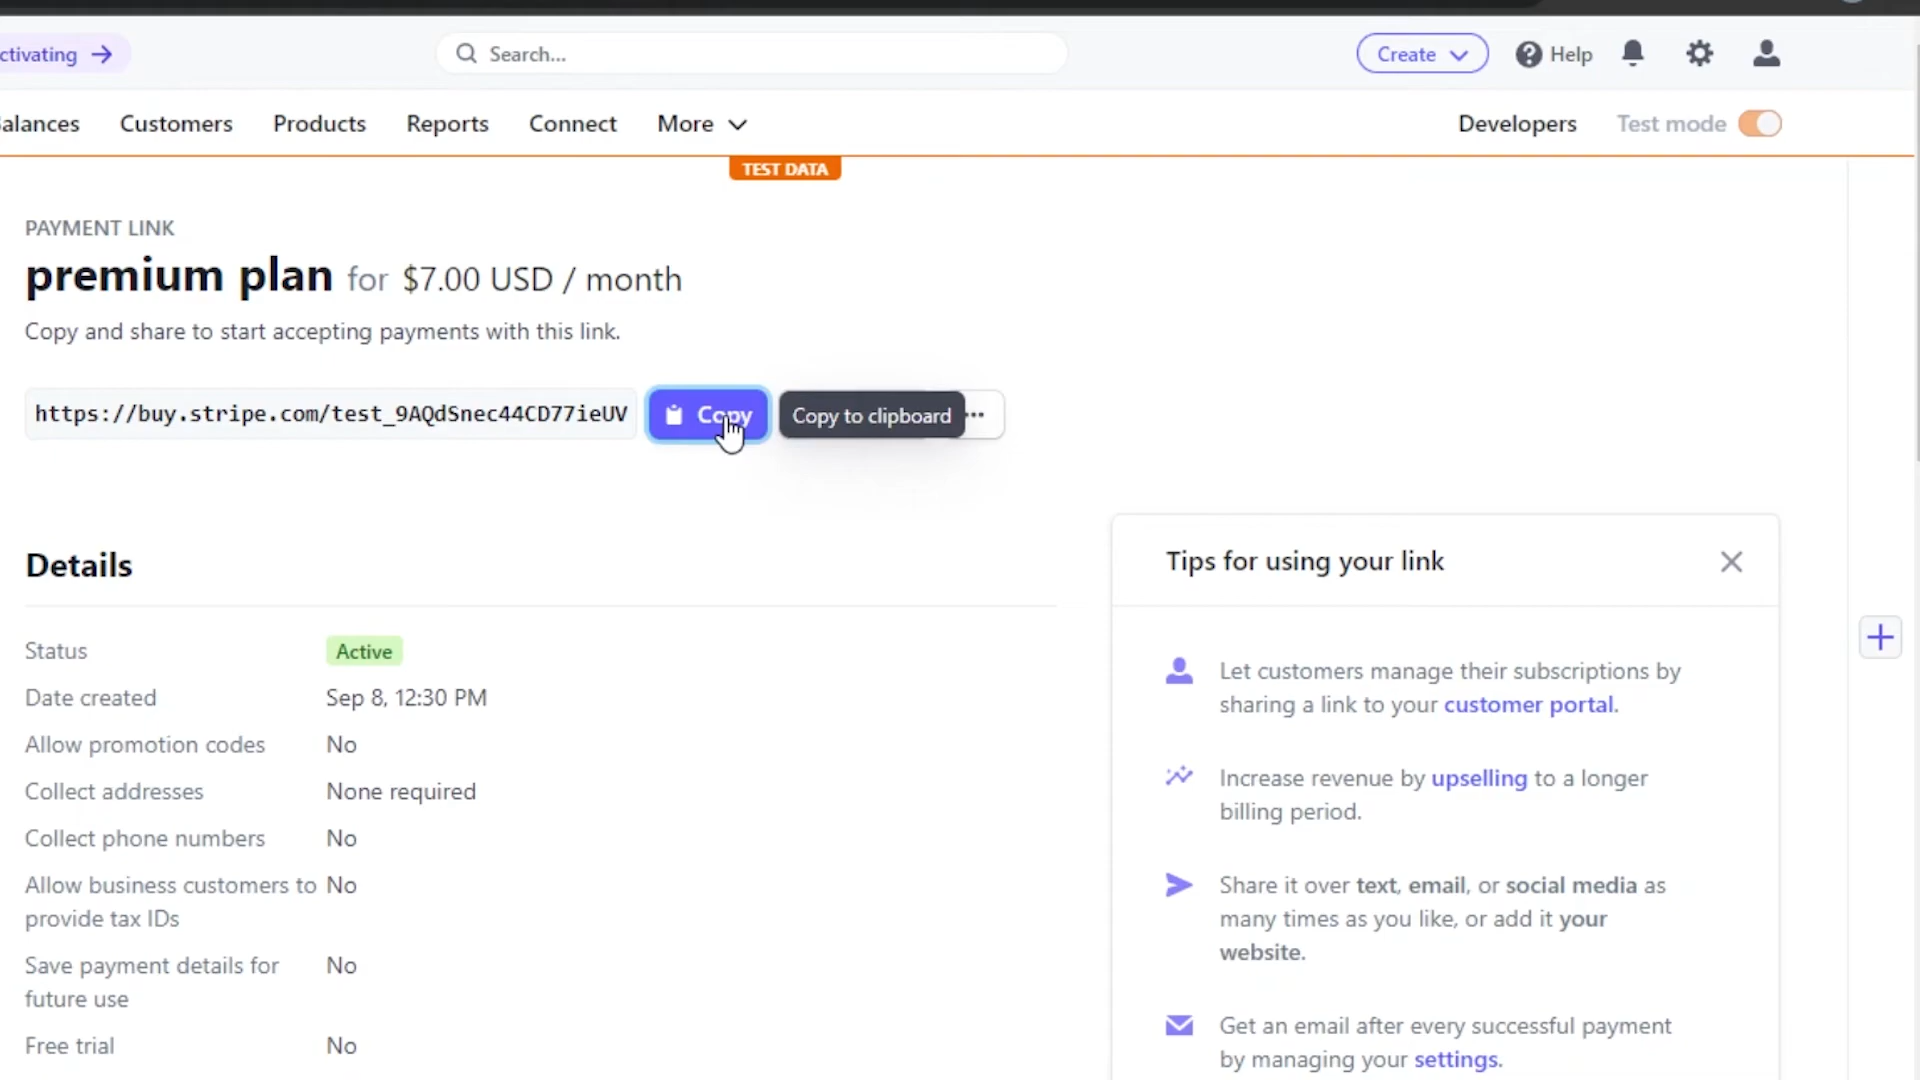 ctivating
Search...
Create
Help
alances
Customers
Products
Reports
Connect
More
Developers
Test mode
TEST DATA
PAYMENT LINK
premium plan for $7.00 USD / month
Copy and share to start accepting payments with this link.
https://buy.stripe.com/test_9AQdSnec44CD77ieUV
Copy
Copy to clipboard
Details
Status Active
Date created Sep 8, 12:30 PM
Allow promotion codes No
Collect addresses None required
Collect phone numbers No
Allow business customers to No
provide tax IDs
Save payment details for No
future use
Free trial No
Tips for using your link
Let customers manage their subscriptions by
sharing a link to your customer portal.
Increase revenue by upselling to a longer
billing period.
Share it over text, email, or social media as
many times as you like, or add it your
website.
Get an email after every successful payment
by managing your settings.